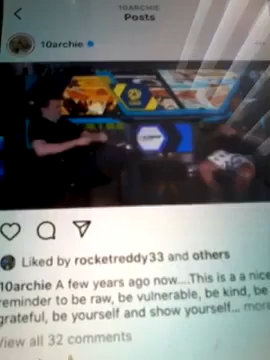 10ARCHIE
Posts
10archie
Liked by rocketreddy33 and others
10archie A few years ago now....This is a a nice
reminder to be raw, be vulnerable, be kind, be
grateful, be yourself and show yourself... more
View all 32 comments